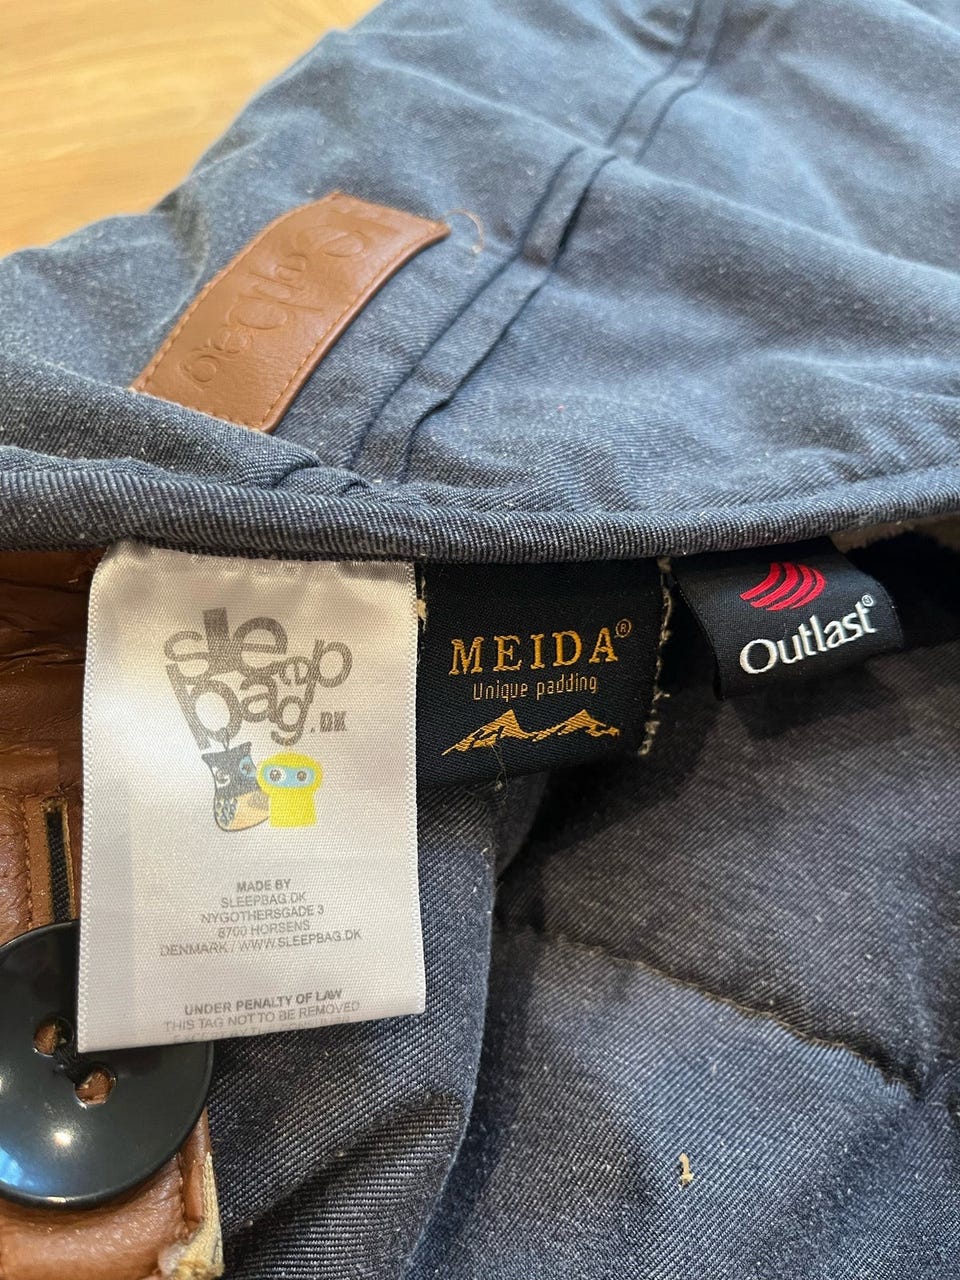 sleep
bag.DK
MADE BY
SLEEPBAG.DK
NYGOTHERSGADE 3
8700 HORSENS
DENMARK / WWW.SLEEPBAG.DK
UNDER PENALTY OF LAW
THIS TAG NOT TO BE REMOVED
MEIDA®
Unique padding
Outlast®